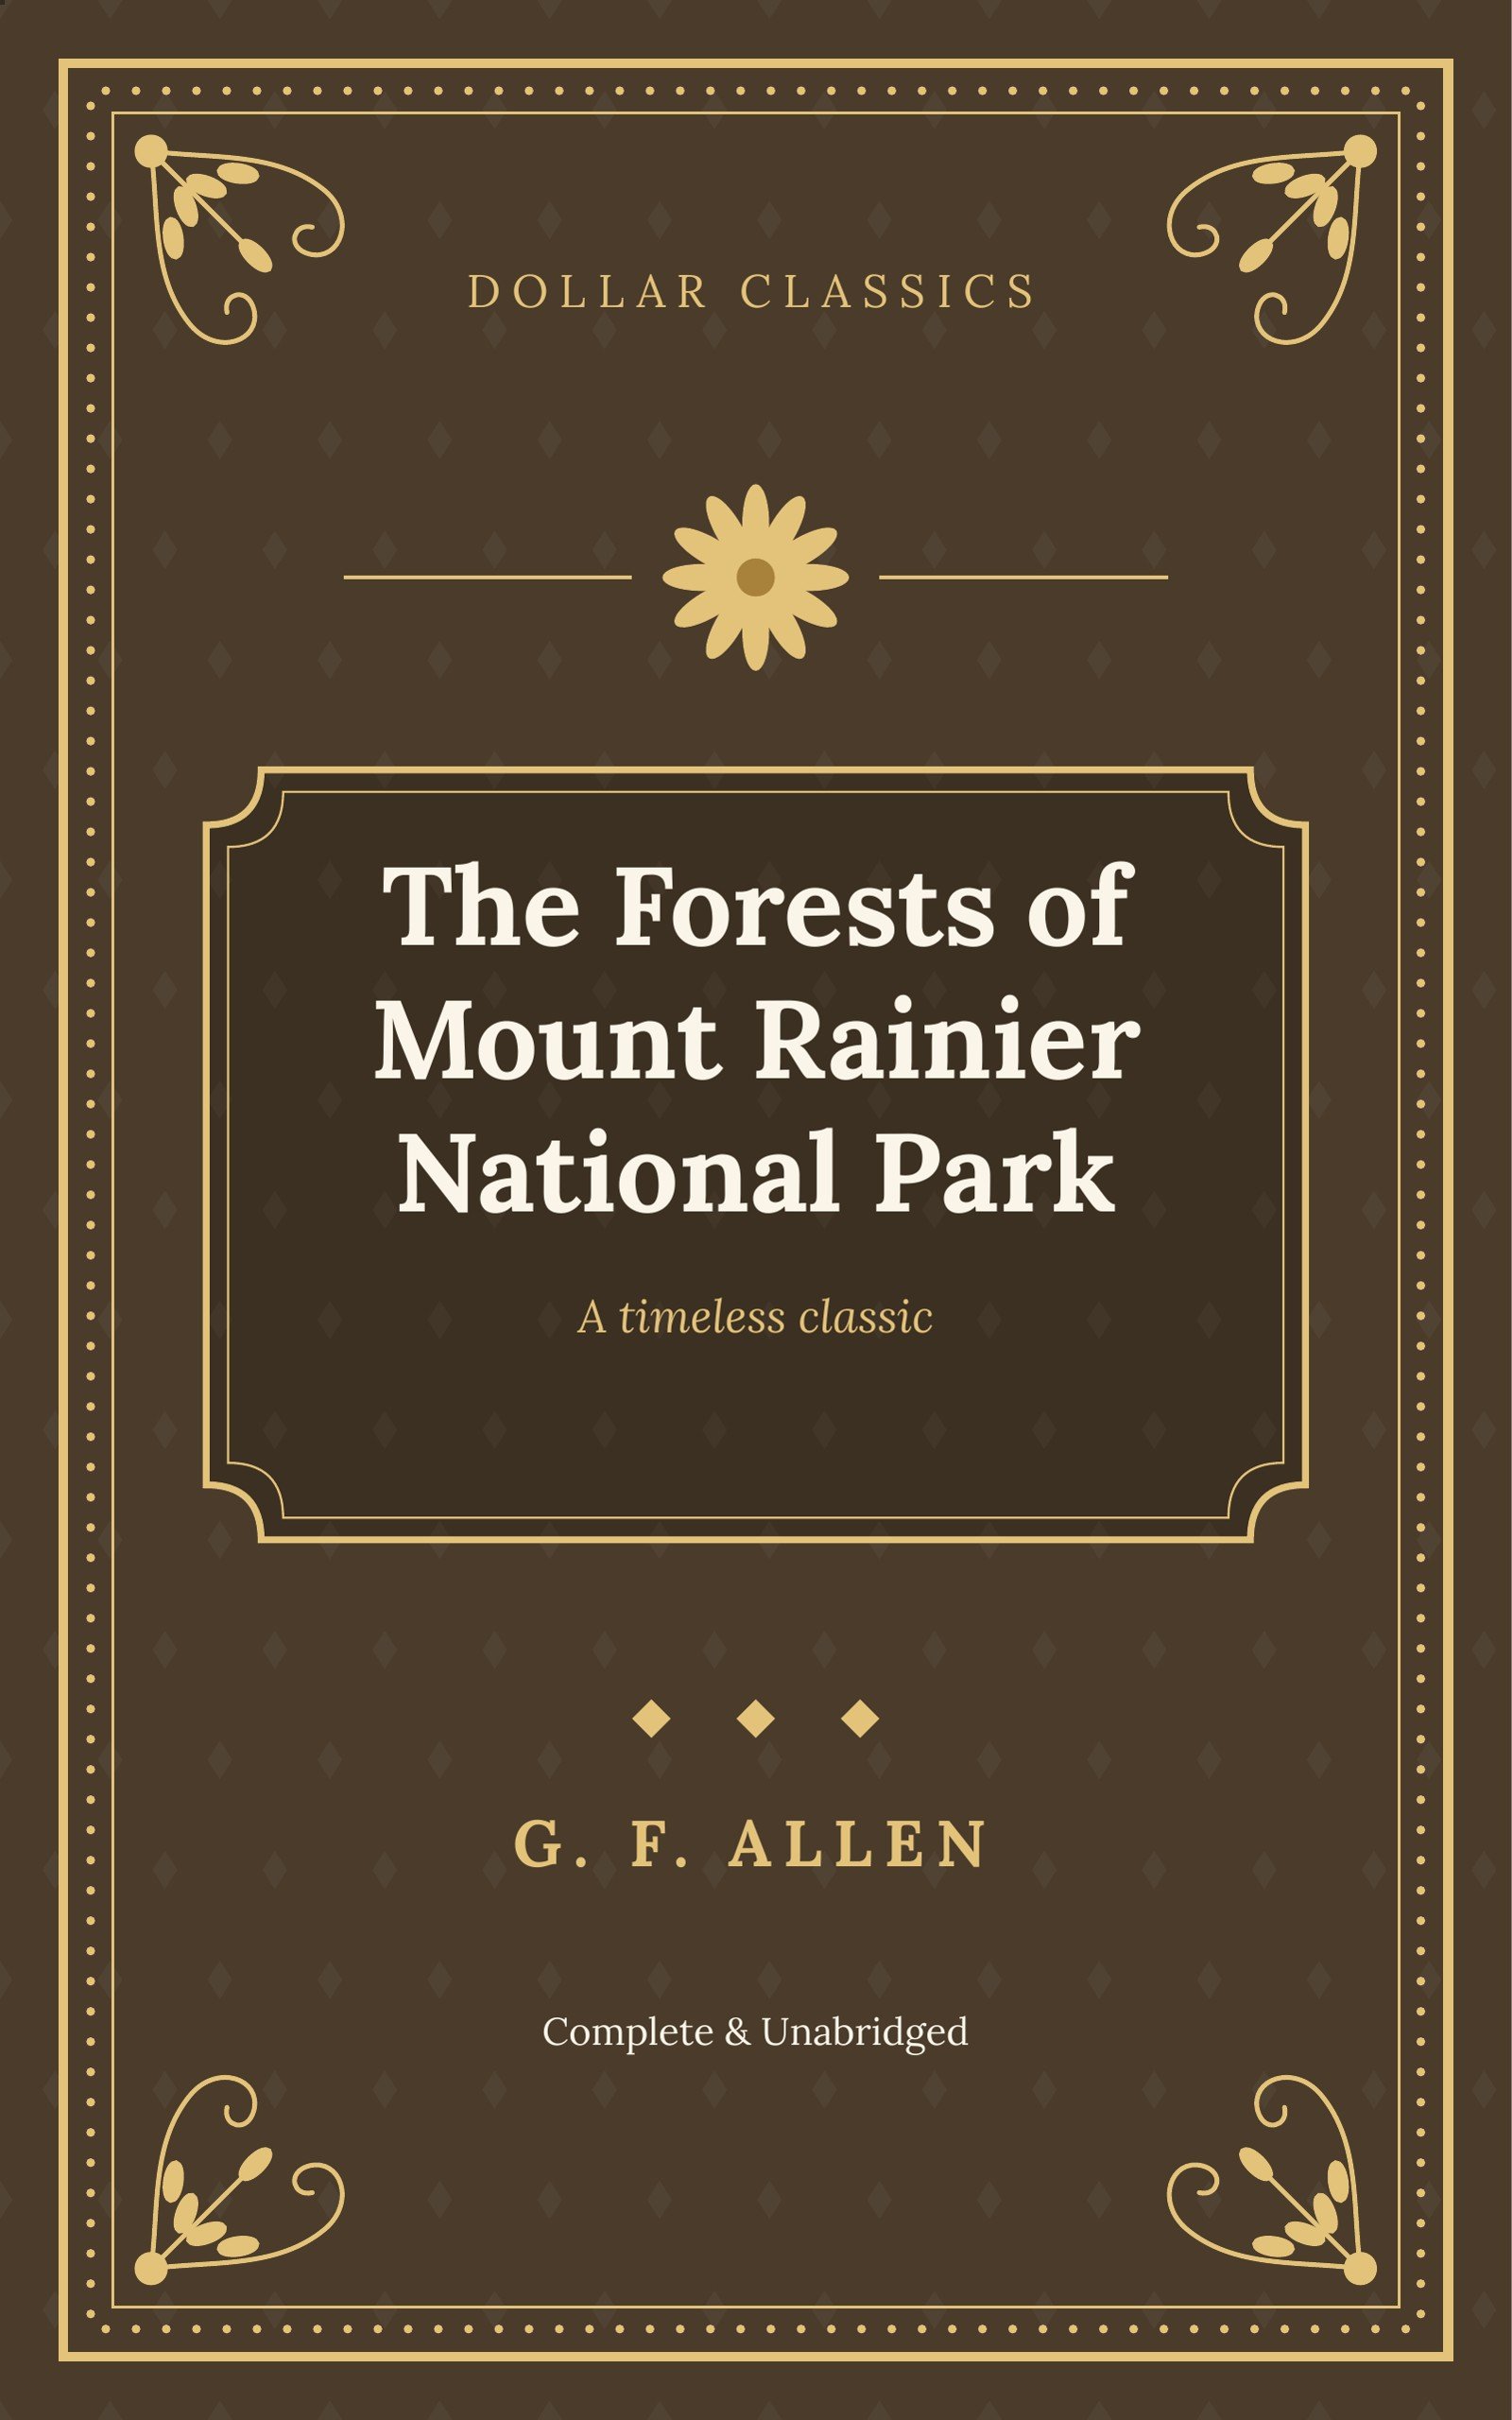 DOLLAR CLASSICS
The Forests of
Mount Rainier
National Park
A timeless classic
G. F. ALLEN
Complete & Unabridged